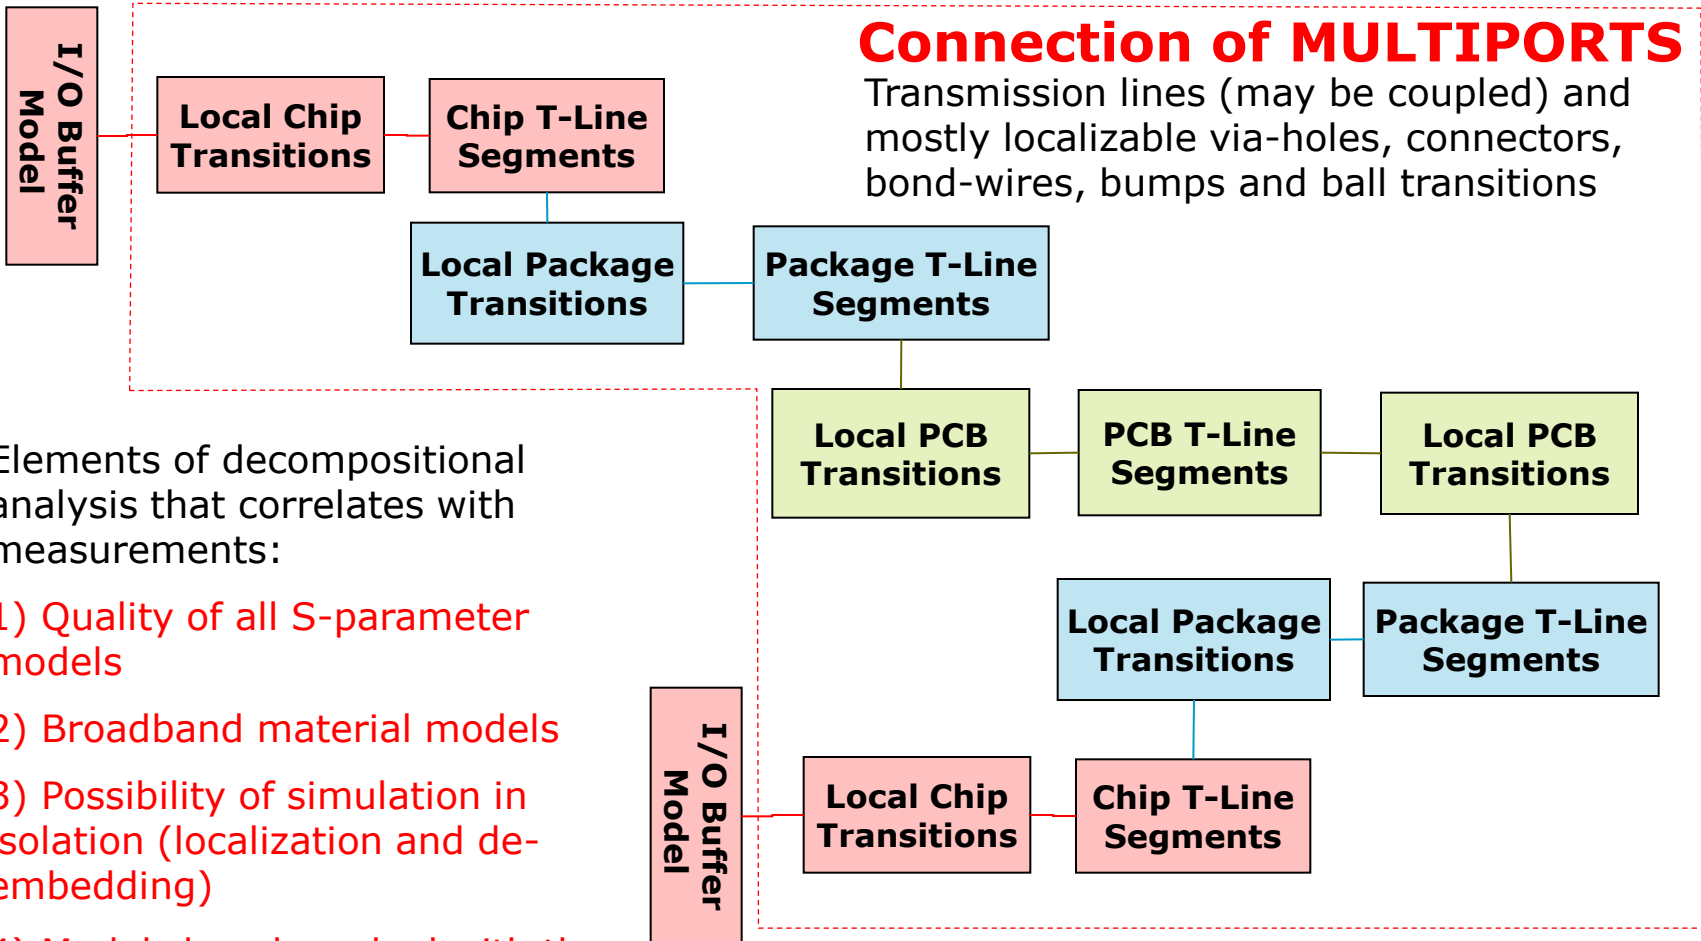 I/O Buffer
Model
Local Chip
Transitions
Chip T-Line
Segments
Connection of MULTIPORTS
Transmission lines (may be coupled) and
mostly localizable via-holes, connectors,
bond-wires, bumps and ball transitions
Local Package
Transitions
Package T-Line
Segments
Local PCB
Transitions
PCB T-Line
Segments
Local PCB
Transitions
Elements of decompositional
analysis that correlates with
measurements:
1) Quality of all S-parameter
models
2) Broadband material models
3) Possibility of simulation in
isolation (localization and de-
embedding)
Local Package
Transitions
Package T-Line
Segments
I/O Buffer
Model
Local Chip
Transitions
Chip T-Line
Segments